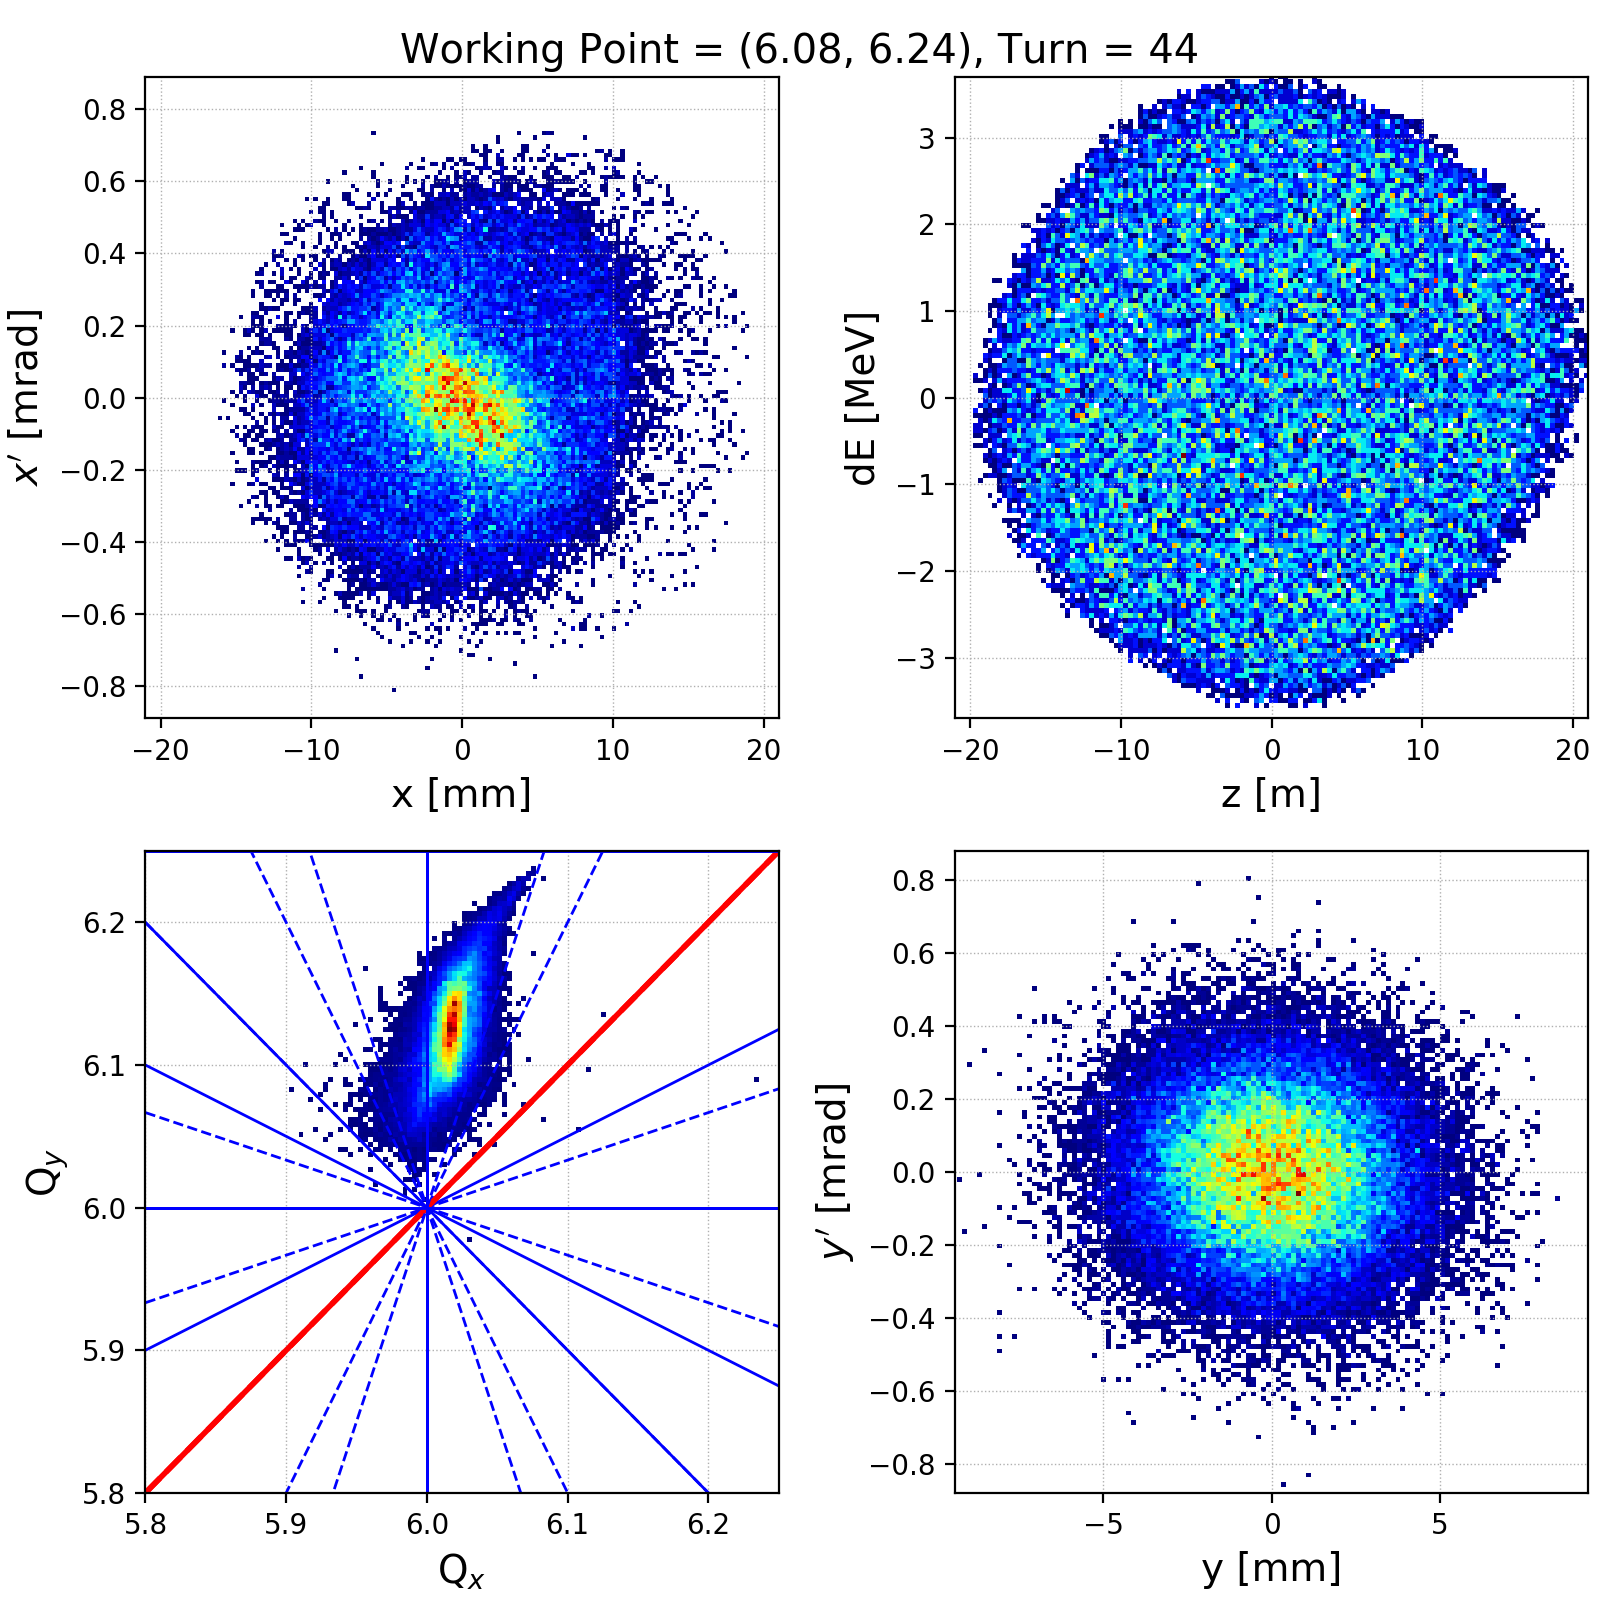 Working Point = (6.08, 6.24), Turn = 44
0.8
0.6
0.4
0.2
0.0
−0.2
−0.4
−0.6
−0.8
x′ [mrad]
−20 −10 0 10 20
x [mm]
3
2
1
0
−1
−2
−3
dE [MeV]
−20 −10 0 10 20
z [m]
6.2
6.1
6.0
5.9
5.8
Qy
5.8 5.9 6.0 6.1 6.2
Qx
0.8
0.6
0.4
0.2
0.0
−0.2
−0.4
−0.6
−0.8
y′ [mrad]
−5 0 5
y [mm]